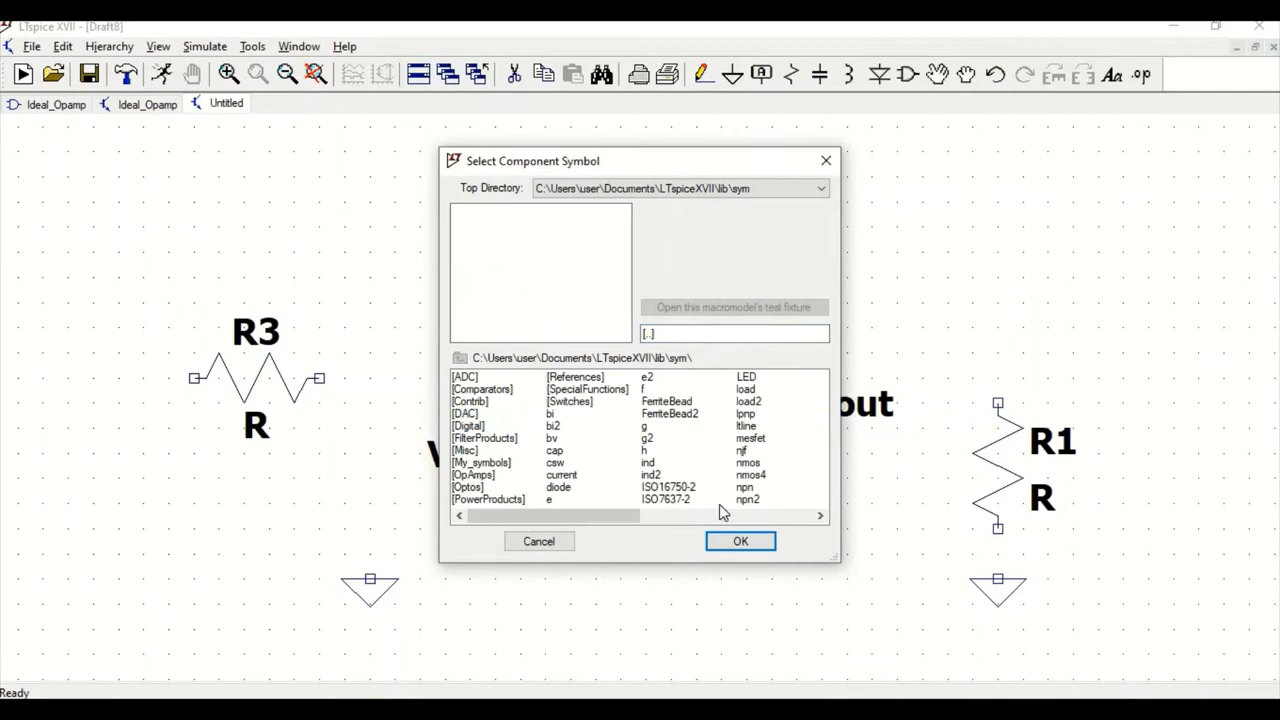 LTspice XVII - [Draft8]
File Edit Hierarchy View Simulate Tools Window Help
Aa .op
Ideal_Opamp Ideal_Opamp Untitled
Select Component Symbol
Top Directory: C:\Users\user\Documents\LTspiceXVII\lib\sym
Open this macromodel's test fixture
[..]
C:\Users\user\Documents\LTspiceXVII\lib\sym\
[ADC] [References] e2 LED
[Comparators] [SpecialFunctions] f load
[Contrib] [Switches] FerriteBead load2
[DAC] bi FerriteBead2 lpnp
[Digital] bi2 g ltline
[FilterProducts] bv g2 mesfet
[Misc] cap h njf
[My_symbols] csw ind nmos
[OpAmps] current ind2 nmos4
[Optos] diode ISO16750-2 npn
[PowerProducts] e ISO7637-2 npn2
Cancel OK
R3
R
out
R1
R
Ready